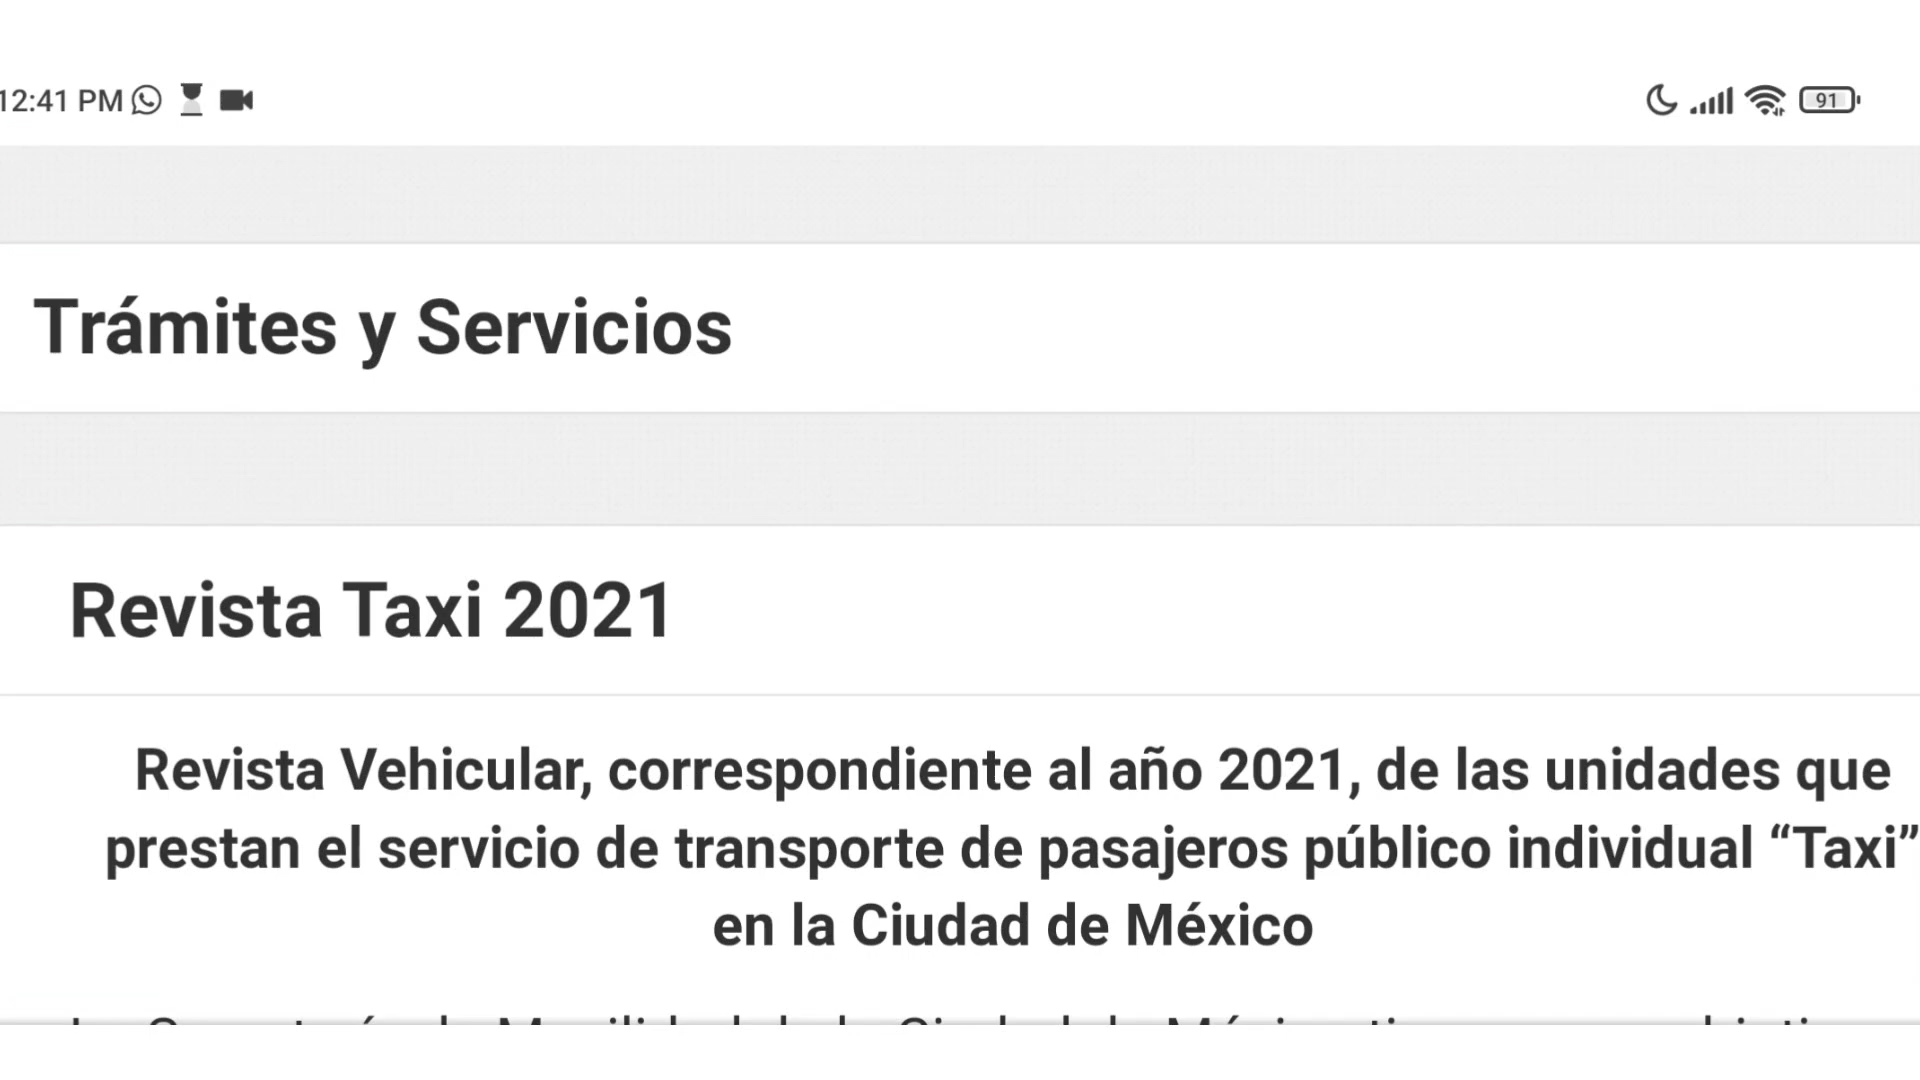 12:41 PM
91
Trámites y Servicios
Revista Taxi 2021
Revista Vehicular, correspondiente al año 2021, de las unidades que
prestan el servicio de transporte de pasajeros público individual “Taxi”
en la Ciudad de México